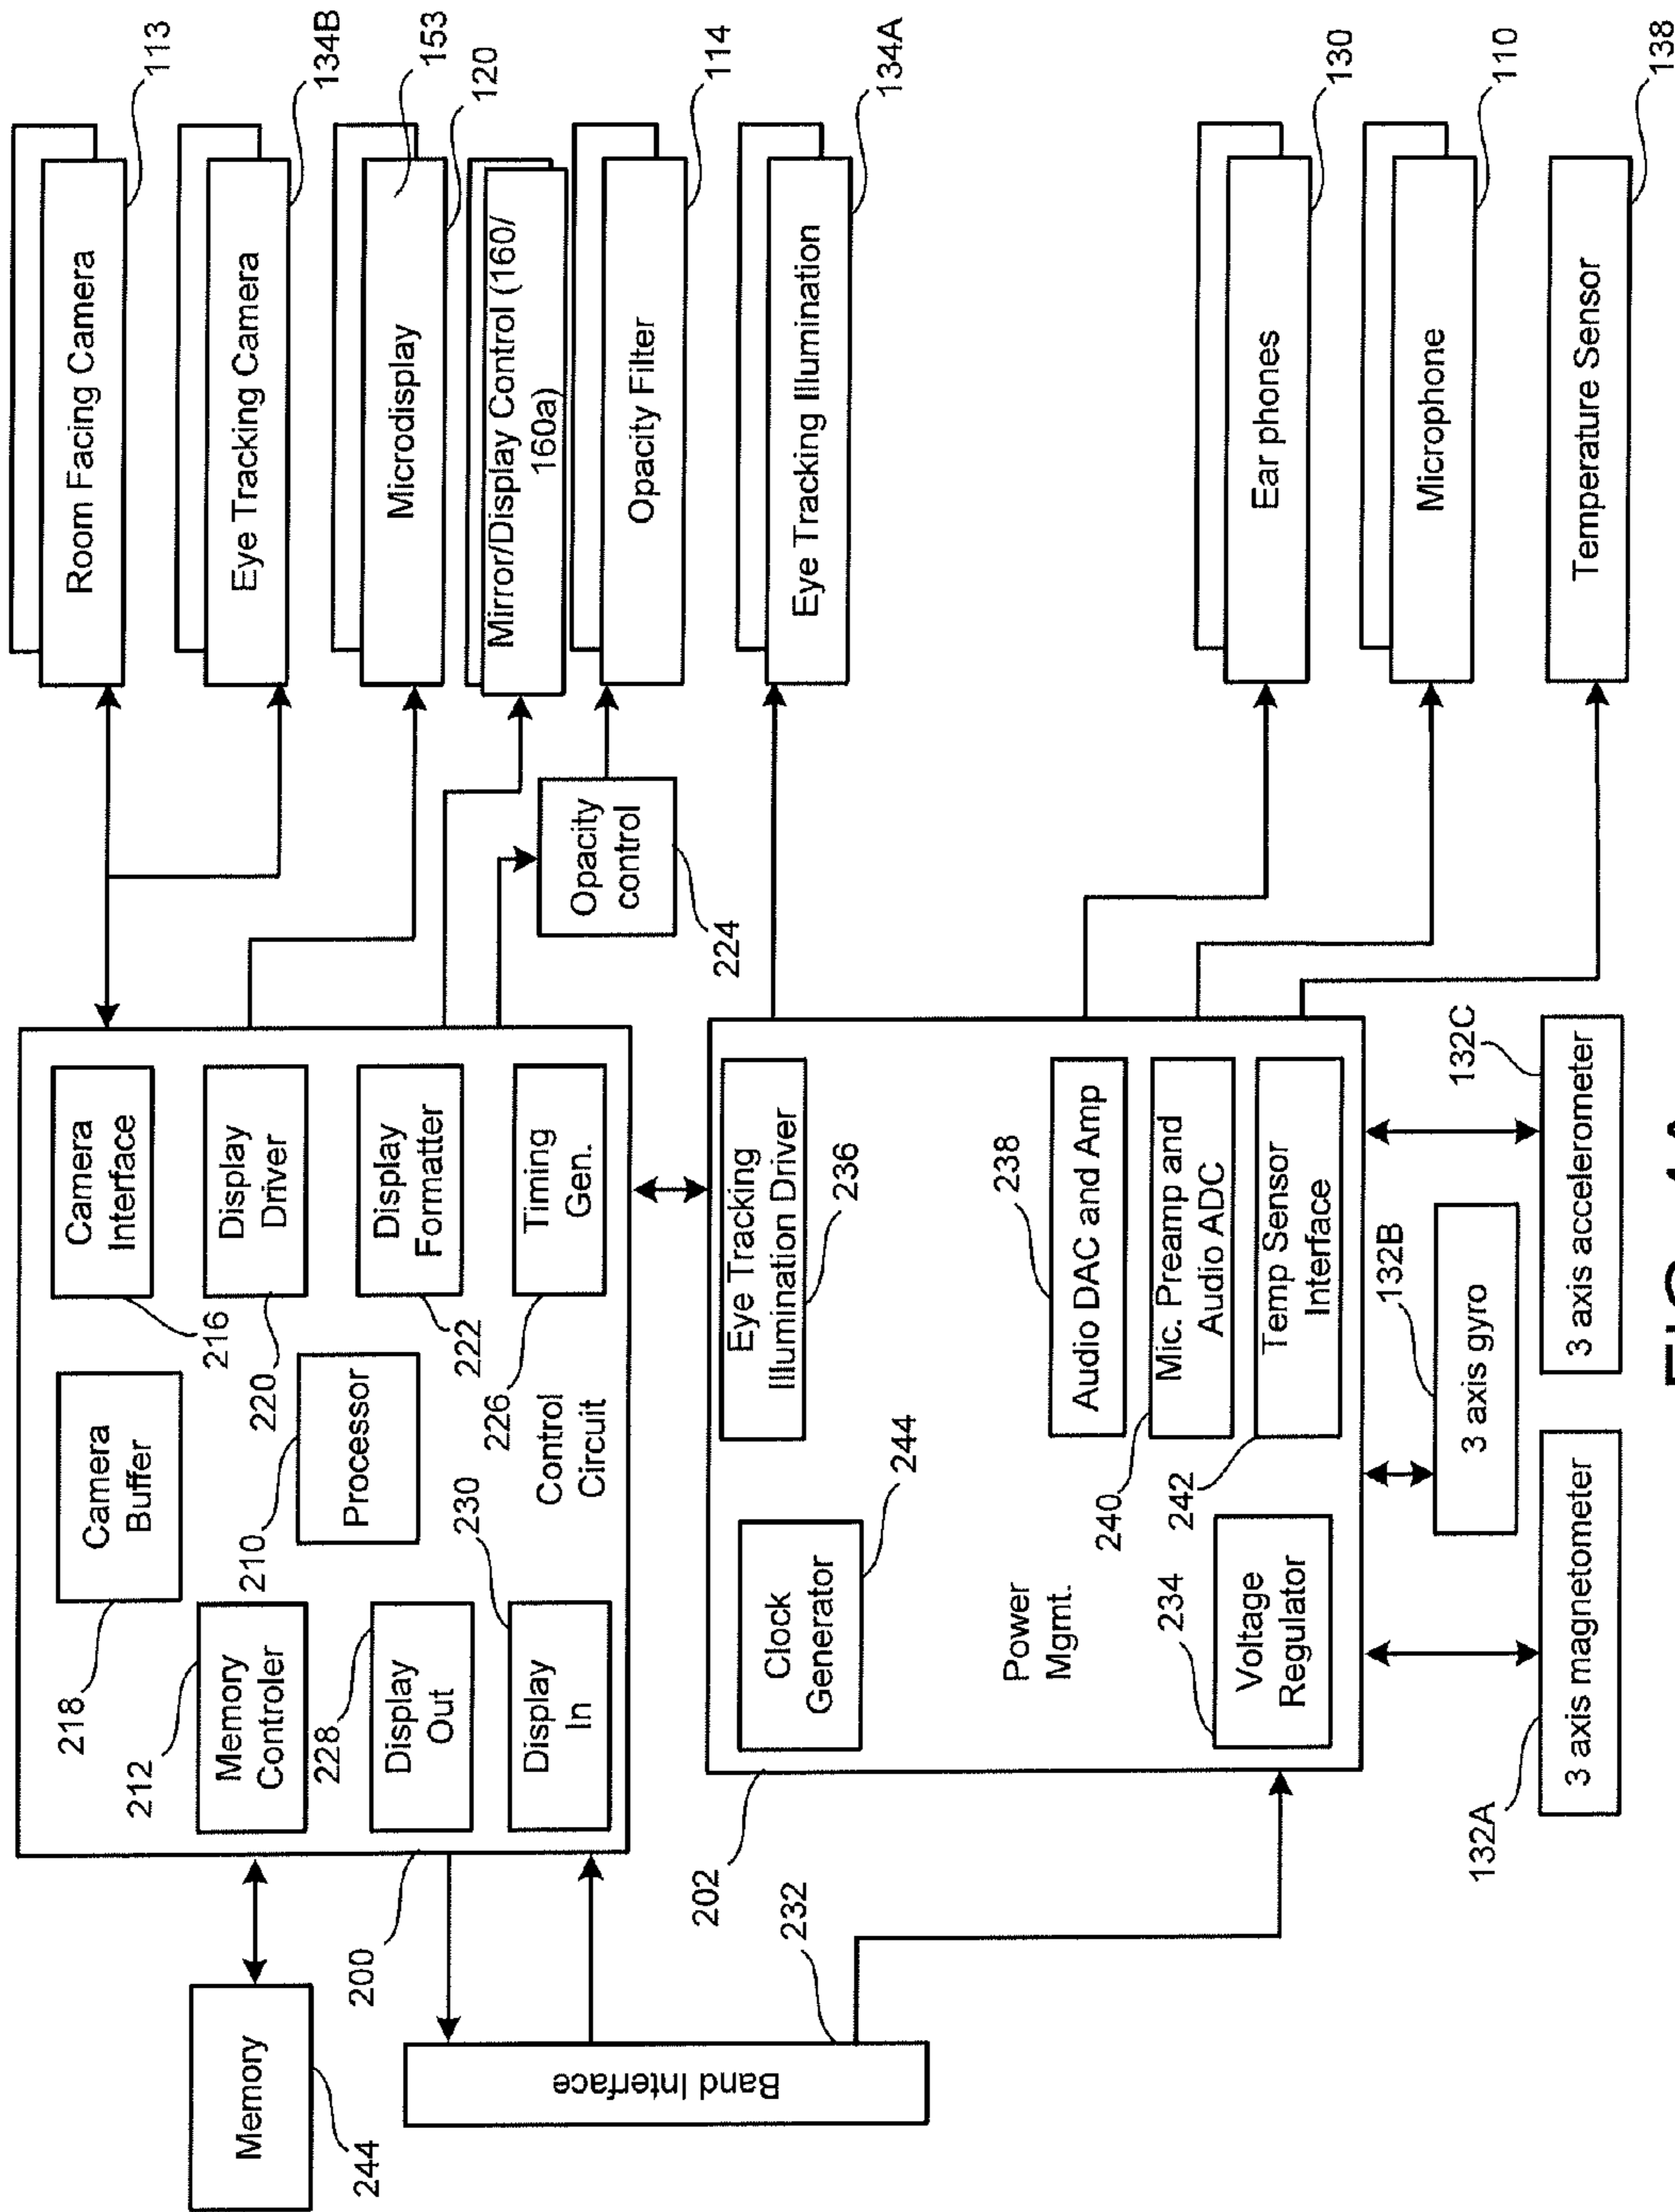 Memory
244
200
212
Memory
Controler
218
Camera
Buffer
Camera
Interface
216
228
Display
Out
210
Processor
Display
Driver
220
230
Display
In
Control
Circuit
Display
Formatter
222
Timing
Gen.
226
Room Facing Camera
113
Eye Tracking Camera
134B
Microdisplay
153
120
Mirror/Display Control (160/
160a)
Opacity
control
224
Opacity Filter
114
Eye Tracking Illumination
134A
Band Interface
232
202
Clock
Generator
244
Eye Tracking
Illumination Driver
236
Power
Mgmt.
238
Audio DAC and Amp
240
Mic. Preamp and
Audio ADC
234
Voltage
Regulator
242
Temp Sensor
Interface
Ear phones
130
Microphone
110
Temperature Sensor
138
132A
3 axis magnetometer
132B
3 axis gyro
132C
3 axis accelerometer